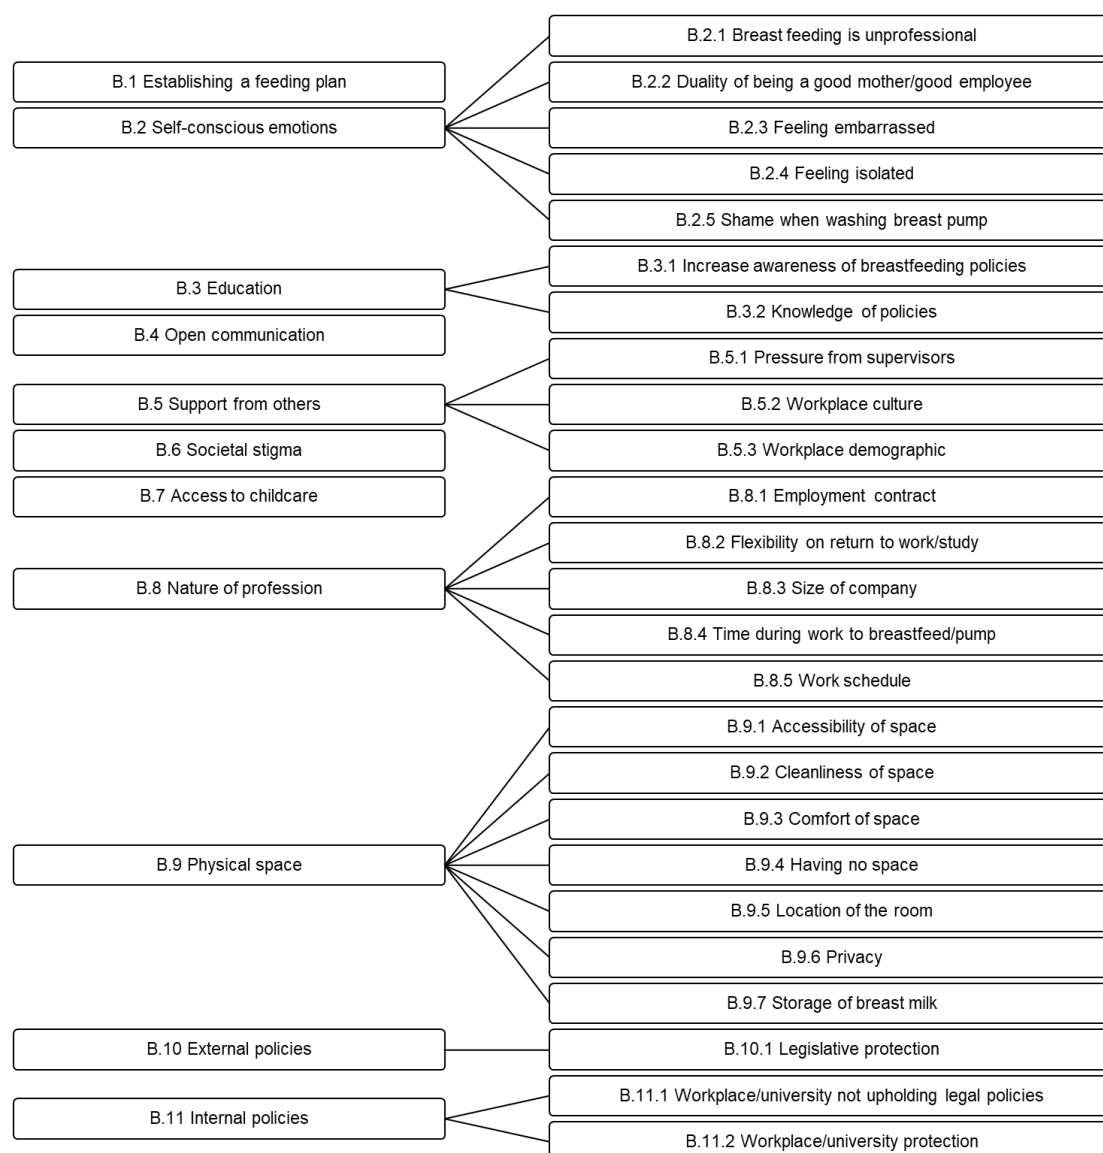 B.1 Establishing a feeding plan
B.2 Self-conscious emotions
B.2.1 Breast feeding is unprofessional
B.2.2 Duality of being a good mother/good employee
B.2.3 Feeling embarrassed
B.2.4 Feeling isolated
B.2.5 Shame when washing breast pump
B.3 Education
B.3.1 Increase awareness of breastfeeding policies
B.3.2 Knowledge of policies
B.4 Open communication
B.5 Support from others
B.5.1 Pressure from supervisors
B.5.2 Workplace culture
B.5.3 Workplace demographic
B.6 Societal stigma
B.7 Access to childcare
B.8 Nature of profession
B.8.1 Employment contract
B.8.2 Flexibility on return to work/study
B.8.3 Size of company
B.8.4 Time during work to breastfeed/pump
B.8.5 Work schedule
B.9 Physical space
B.9.1 Accessibility of space
B.9.2 Cleanliness of space
B.9.3 Comfort of space
B.9.4 Having no space
B.9.5 Location of the room
B.9.6 Privacy
B.9.7 Storage of breast milk
B.10 External policies
B.10.1 Legislative protection
B.11 Internal policies
B.11.1 Workplace/university not upholding legal policies
B.11.2 Workplace/university protection